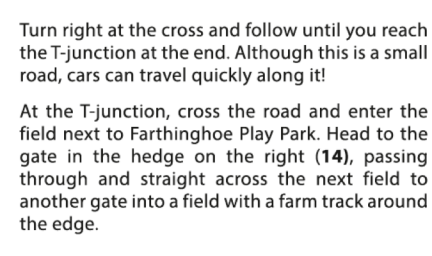 Turn right at the cross and follow until you reach
the T-junction at the end. Although this is a small
road, cars can travel quickly along it!
At the T-junction, cross the road and enter the
field next to Farthinghoe Play Park. Head to the
gate in the hedge on the right (14), passing
through and straight across the next field to
another gate into a field with a farm track around
the edge.